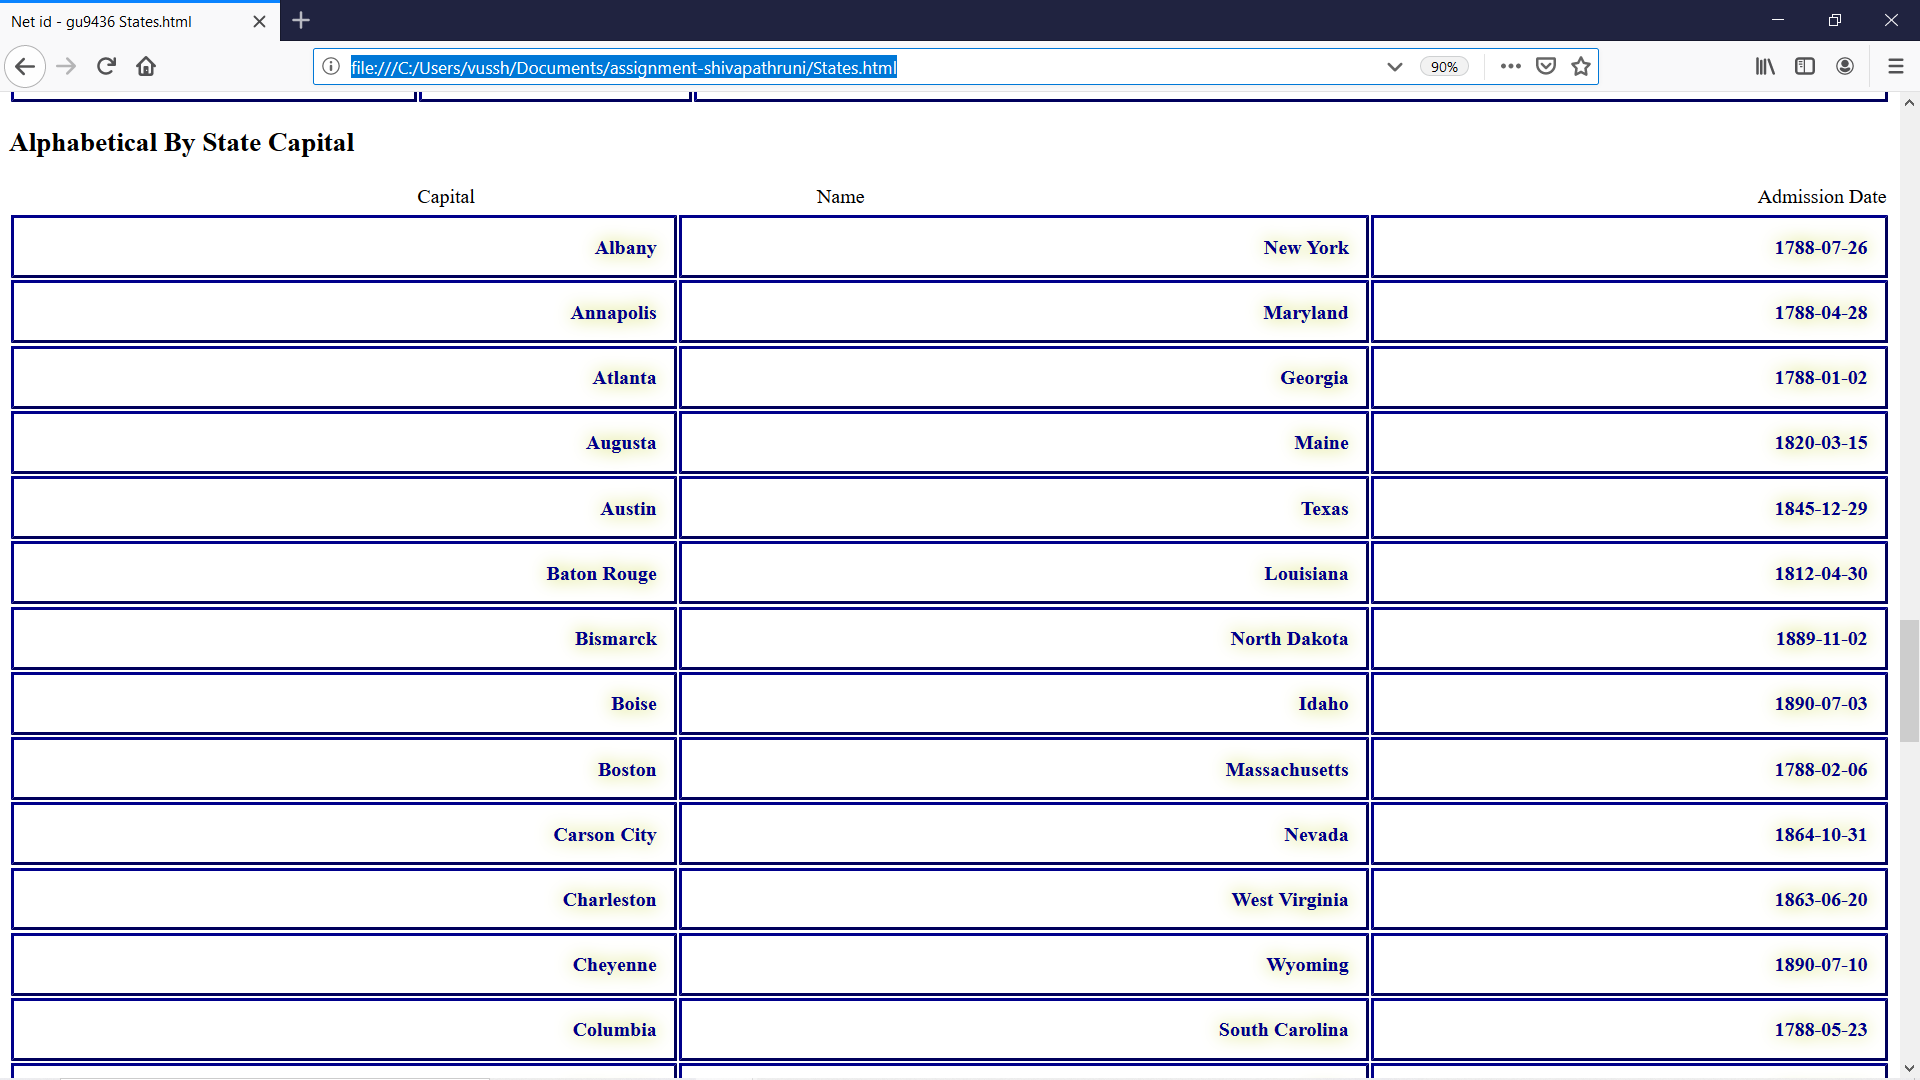 Net id - gu9436 States.html
file:///C:/Users/vussh/Documents/assignment-shivapathruni/States.html
90%
Alphabetical By State Capital
Capital Name Admission Date
Albany New York 1788-07-26
Annapolis Maryland 1788-04-28
Atlanta Georgia 1788-01-02
Augusta Maine 1820-03-15
Austin Texas 1845-12-29
Baton Rouge Louisiana 1812-04-30
Bismarck North Dakota 1889-11-02
Boise Idaho 1890-07-03
Boston Massachusetts 1788-02-06
Carson City Nevada 1864-10-31
Charleston West Virginia 1863-06-20
Cheyenne Wyoming 1890-07-10
Columbia South Carolina 1788-05-23